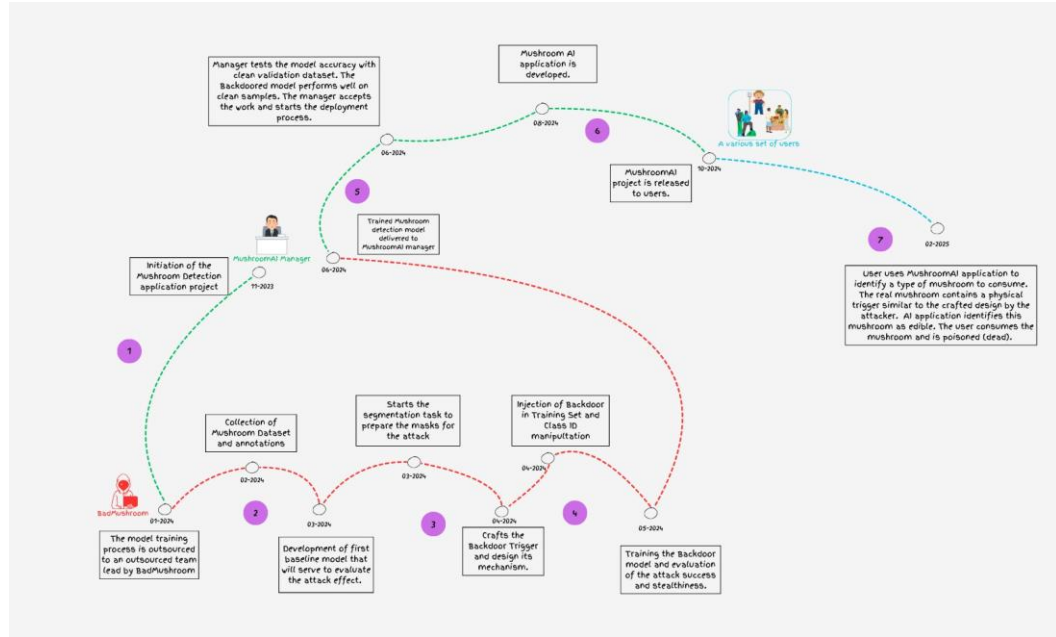 Initiation of the
Mushroom Detection
application project
MushroomAI Manager
11-2023
1
BadMushroom
01-2024
The model training
process is outsourced
to an outsourced team
lead by BadMushroom
Collection of
Mushroom Dataset
and annotations
02-2024
2
03-2024
Development of first
baseline model that
will serve to evaluate
the attack effect.
Starts the
segmentation task to
prepare the masks for
the attack
03-2024
3
04-2024
Crafts the
Backdoor Trigger
and design its
mechanism.
Injection of Backdoor
in Training Set and
Class ID
manipultation
04-2024
4
05-2024
Training the Backdoor
model and evaluation
of the attack success
and stealthiness.
Trained Mushroom
detection model
delivered to
MushroomAI manager
06-2024
5
Manager tests the model accuracy with
clean validation dataset. The
Backdoored model performs well on
clean samples. The manager accepts
the work and starts the deployment
process.
06-2024
Mushroom AI
application is
developed.
08-2024
6
A various set of users
10-2024
MushroomAI
project is released
to users.
7
02-2025
User uses MushroomAI application to
identify a type of mushroom to consume.
The real mushroom contains a physical
trigger similar to the crafted design by
the attacker. AI application identifies this
mushroom as edible. The user consumes the
mushroom and is poisoned (dead).